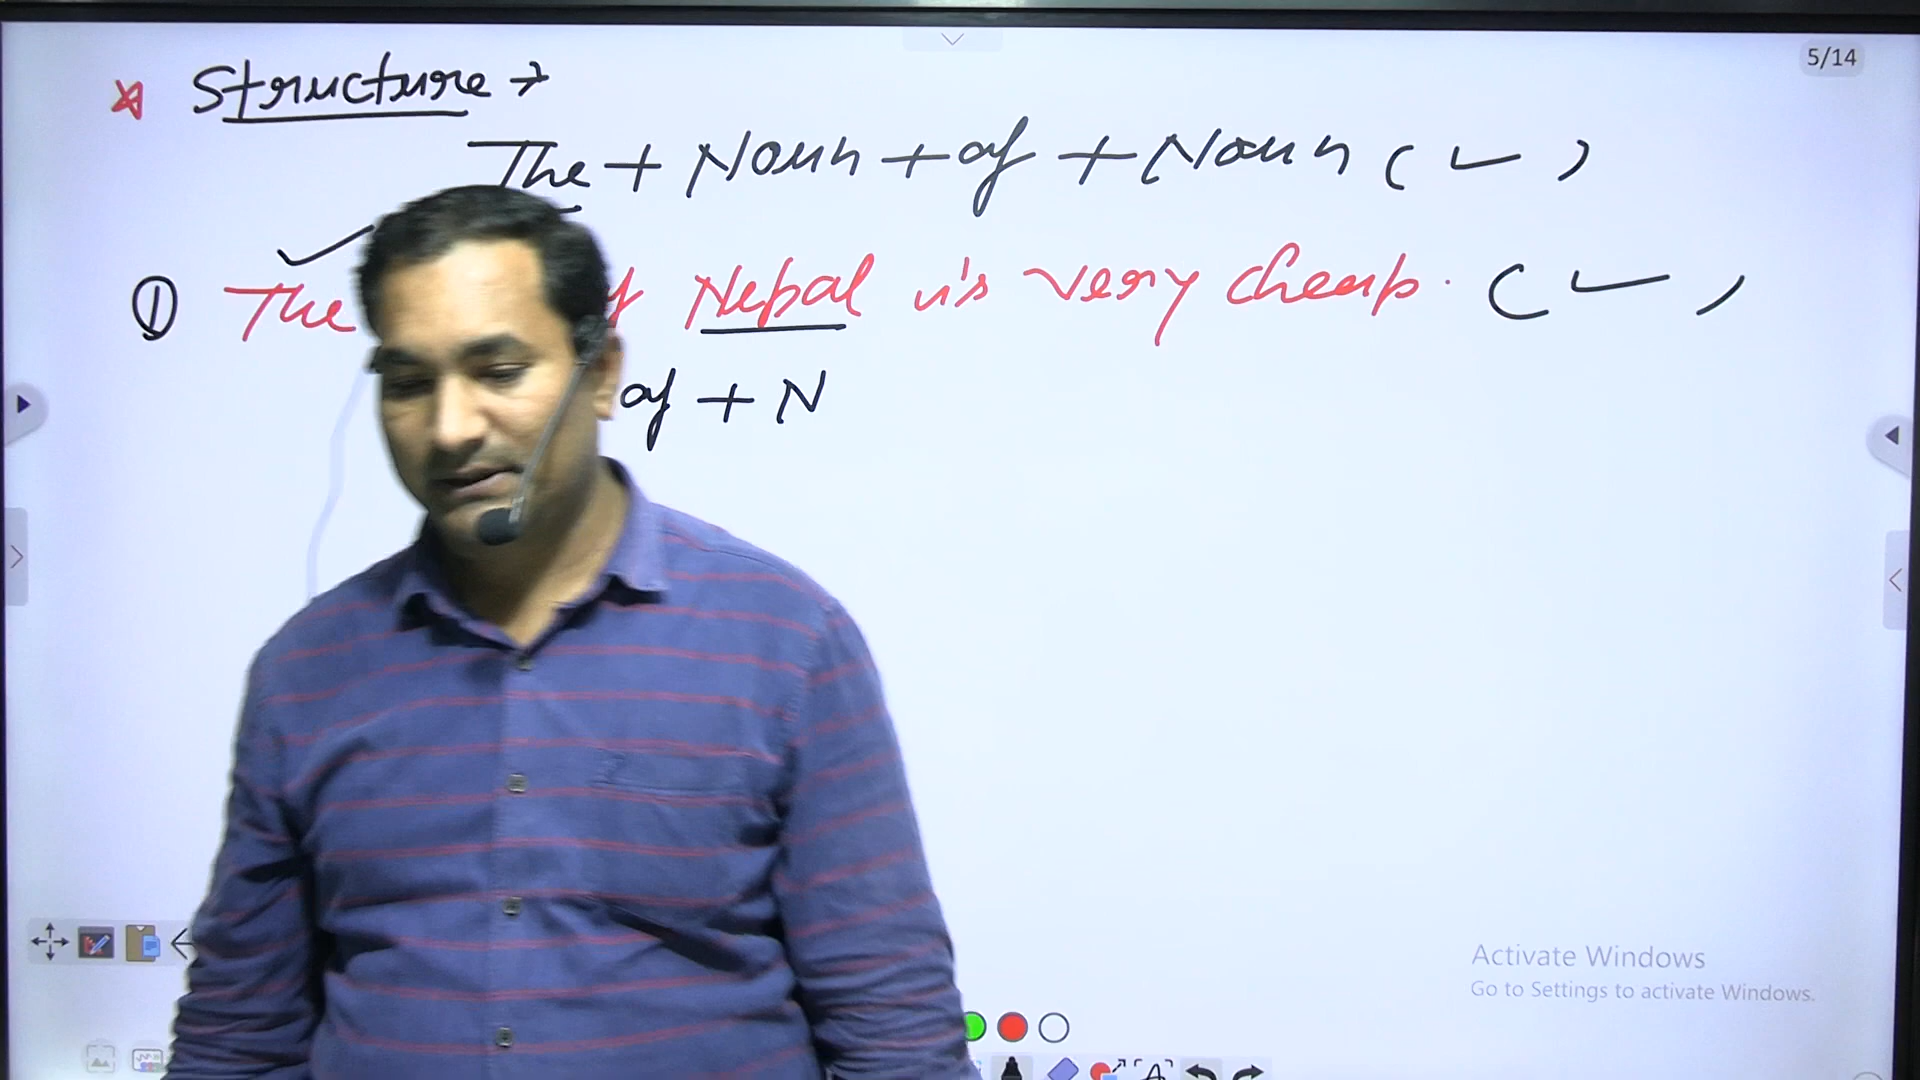 5/14
Structure →
The + Noun + of + Noun ( ✓ )
① The Nepal is very cheap. ( ✓ )
of + N
Activate Windows
Go to Settings to activate Windows.